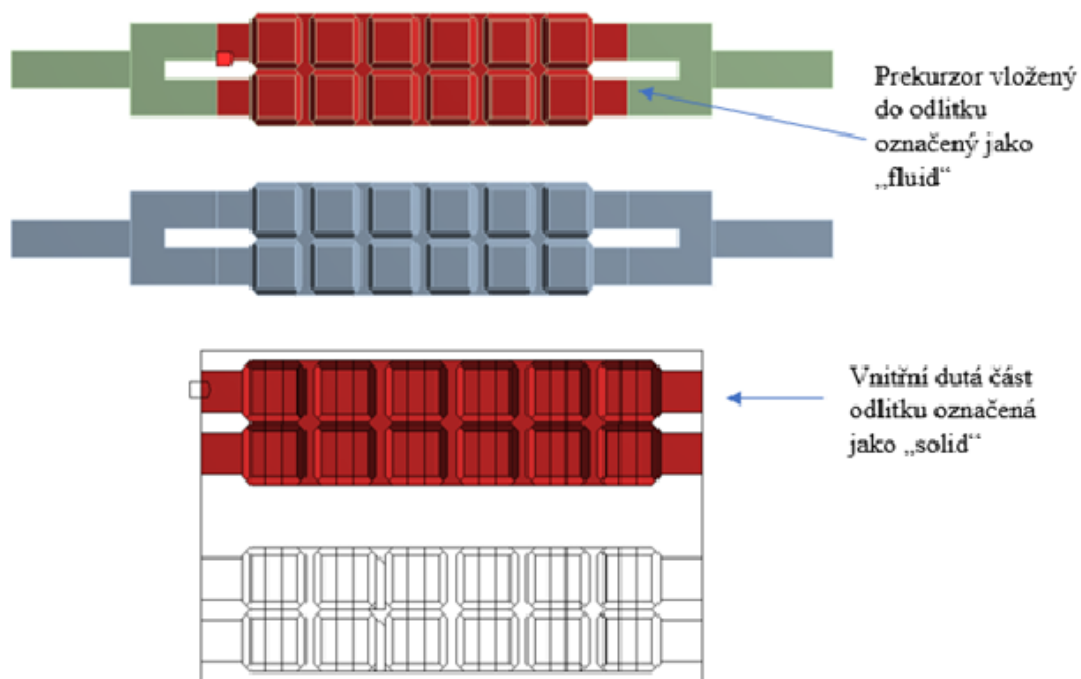 Prekurzor vložený
do odlitku
označený jako
„fluid“
Vnitřní dutá část
odlitku označená
jako „solid“